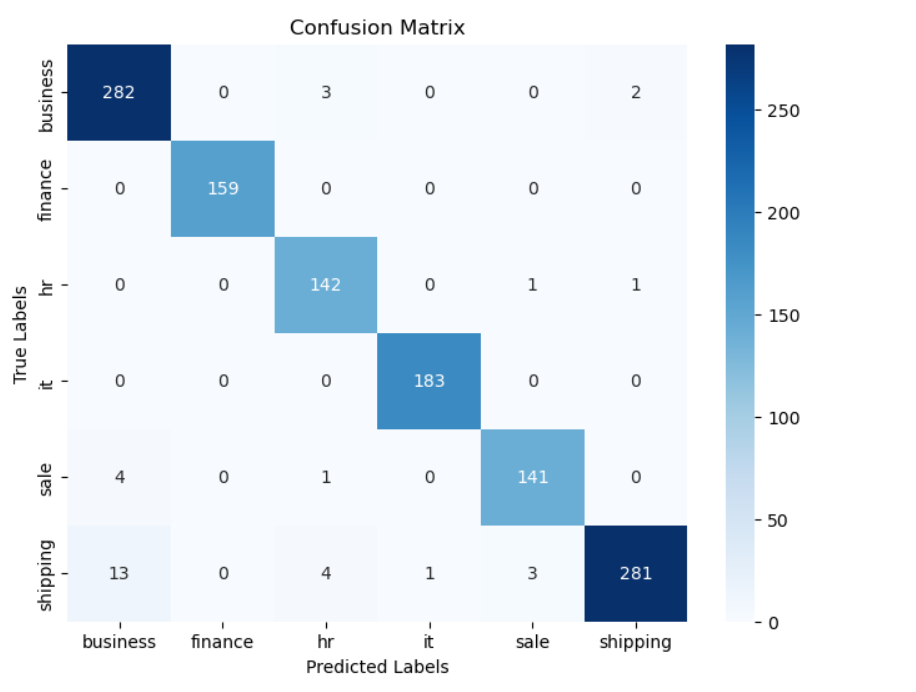 Confusion Matrix
business 282 0 3 0 0 2
finance 0 159 0 0 0 0
hr 0 0 142 0 1 1
it 0 0 0 183 0 0
sale 4 0 1 0 141 0
shipping 13 0 4 1 3 281
business finance hr it sale shipping
Predicted Labels
True Labels
250
200
150
100
50
0